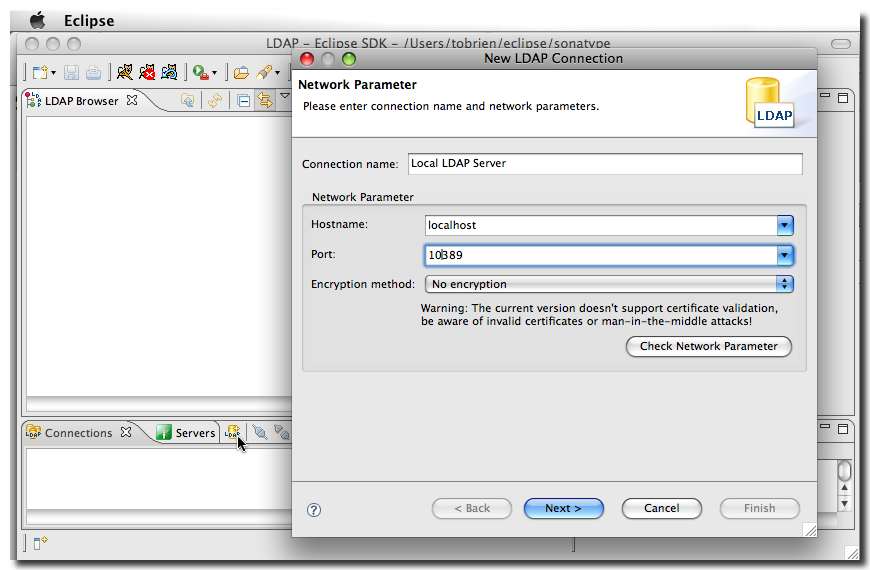 Eclipse
LDAP - Eclipse SDK - /Users/tobrien/eclipse/sonatype
New LDAP Connection
Network Parameter
Please enter connection name and network parameters.
LDAP
LDAP Browser
Connection name: Local LDAP Server
Network Parameter
Hostname: localhost
Port: 10389
Encryption method: No encryption
Warning: The current version doesn't support certificate validation,
be aware of invalid certificates or man-in-the-middle attacks!
Check Network Parameter
LDAP Connections Servers LDAP
? < Back Next > Cancel Finish